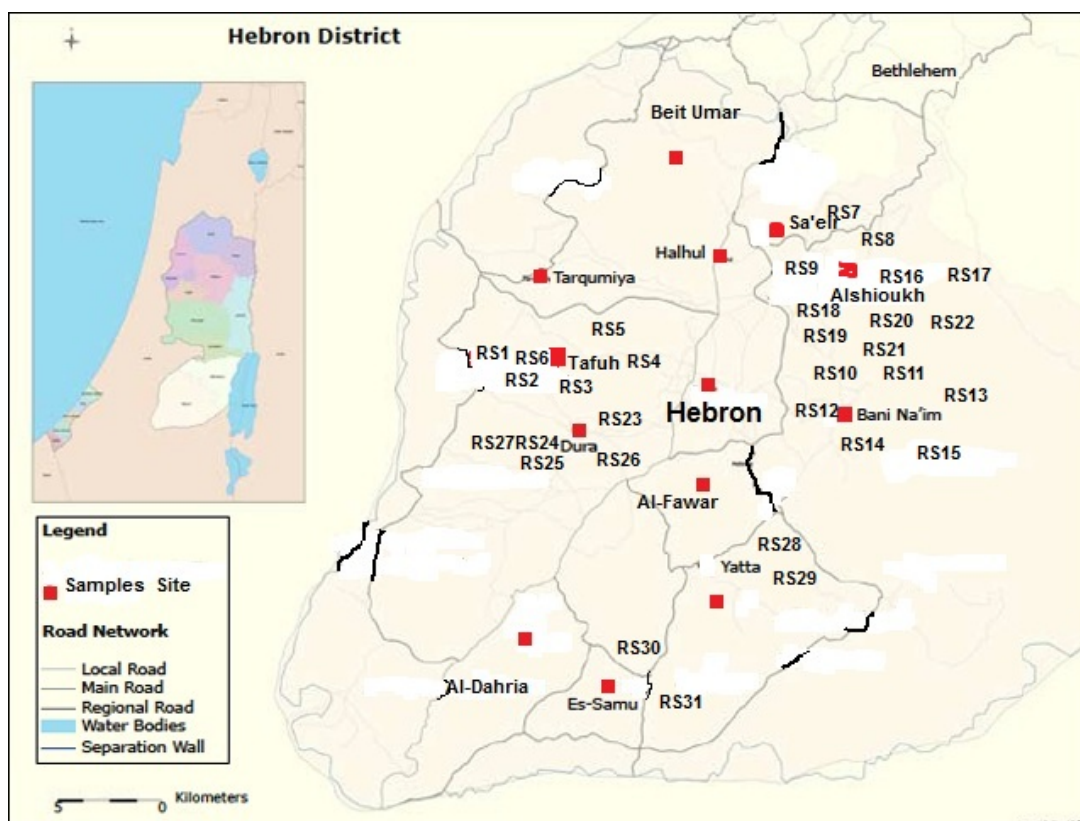 Hebron District
Bethlehem
Beit Umar
RS7
Sa'eir
RS8
Halhul
RS9
RS16
RS17
Tarqumiya
Alshioukh
RS18
RS20
RS22
RS5
RS19
RS1
RS6
Tafuh
RS4
RS21
RS2
RS3
RS10
RS11
RS13
Hebron
RS12
Bani Na'im
RS23
RS27
RS24
Dura
RS14
RS25
RS26
RS15
Al-Fawar
RS28
Yatta
RS29
RS30
Al-Dahria
Es-Samu
RS31
Legend
Samples Site
Road Network
Local Road
Main Road
Regional Road
Water Bodies
Separation Wall
5 0 Kilometers